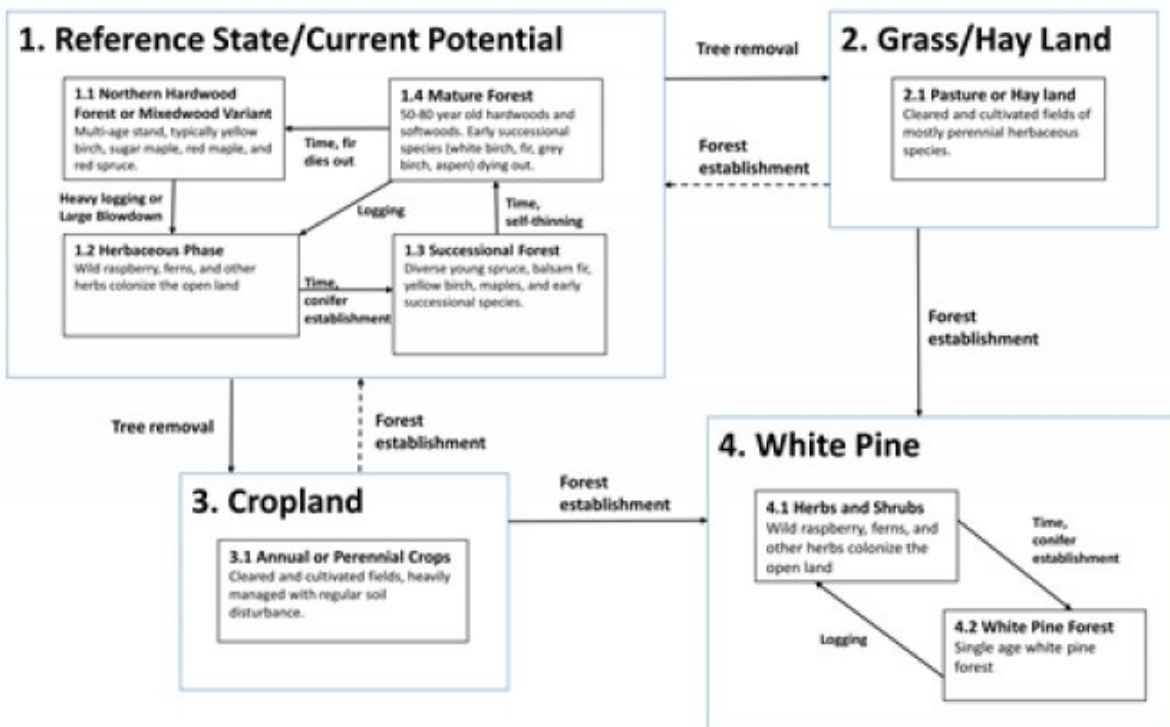 1. Reference State/Current Potential
1.1 Northern Hardwood
Forest or Mixedwood Variant
Multi-age stand, typically yellow
birch, sugar maple, red maple, and
red spruce.
Time, fir
dies out
1.4 Mature Forest
50-80 year old hardwoods and
softwoods. Early successional
species (white birch, fir, grey
birch, aspen) dying out.
Heavy logging or
Large Blowdown
Logging
Time,
self-thinning
1.2 Herbaceous Phase
Wild raspberry, ferns, and other
herbs colonize the open land
Time,
conifer
establishment
1.3 Successional Forest
Diverse young spruce, balsam fir,
yellow birch, maples, and early
successional species.
Tree removal
Forest
establishment
2. Grass/Hay Land
2.1 Pasture or Hay land
Cleared and cultivated fields of
mostly perennial herbaceous
species.
Forest
establishment
Tree removal
Forest
establishment
3. Cropland
3.1 Annual or Perennial Crops
Cleared and cultivated fields, heavily
managed with regular soil
disturbance.
Forest
establishment
4. White Pine
4.1 Herbs and Shrubs
Wild raspberry, ferns, and
other herbs colonize the
open land
Time,
conifer
establishment
Logging
4.2 White Pine Forest
Single age white pine
forest